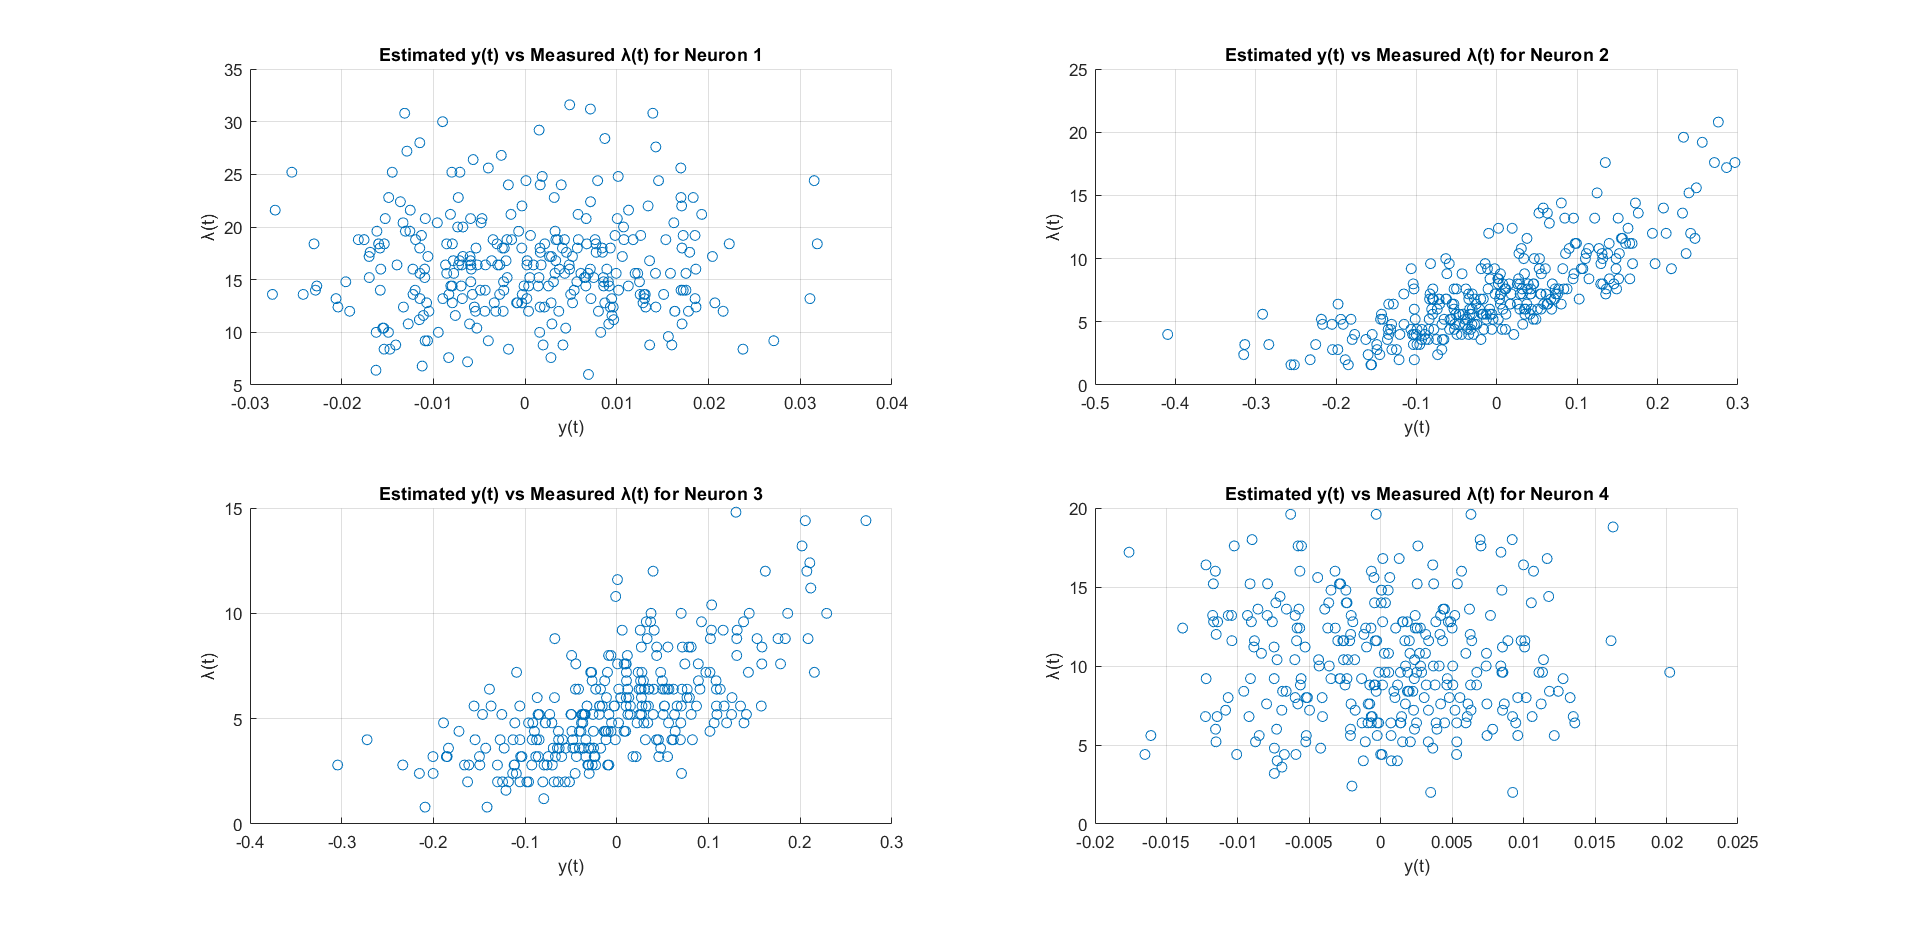 Estimated y(t) vs Measured λ(t) for Neuron 1
35
30
25
20
15
10
5
λ(t)
-0.03 -0.02 -0.01 0 0.01 0.02 0.03 0.04
y(t)
Estimated y(t) vs Measured λ(t) for Neuron 2
25
20
15
10
5
0
λ(t)
-0.5 -0.4 -0.3 -0.2 -0.1 0 0.1 0.2 0.3
y(t)
Estimated y(t) vs Measured λ(t) for Neuron 3
15
10
5
0
λ(t)
-0.4 -0.3 -0.2 -0.1 0 0.1 0.2 0.3
y(t)
Estimated y(t) vs Measured λ(t) for Neuron 4
20
15
10
5
0
λ(t)
-0.02 -0.015 -0.01 -0.005 0 0.005 0.01 0.015 0.02 0.025
y(t)